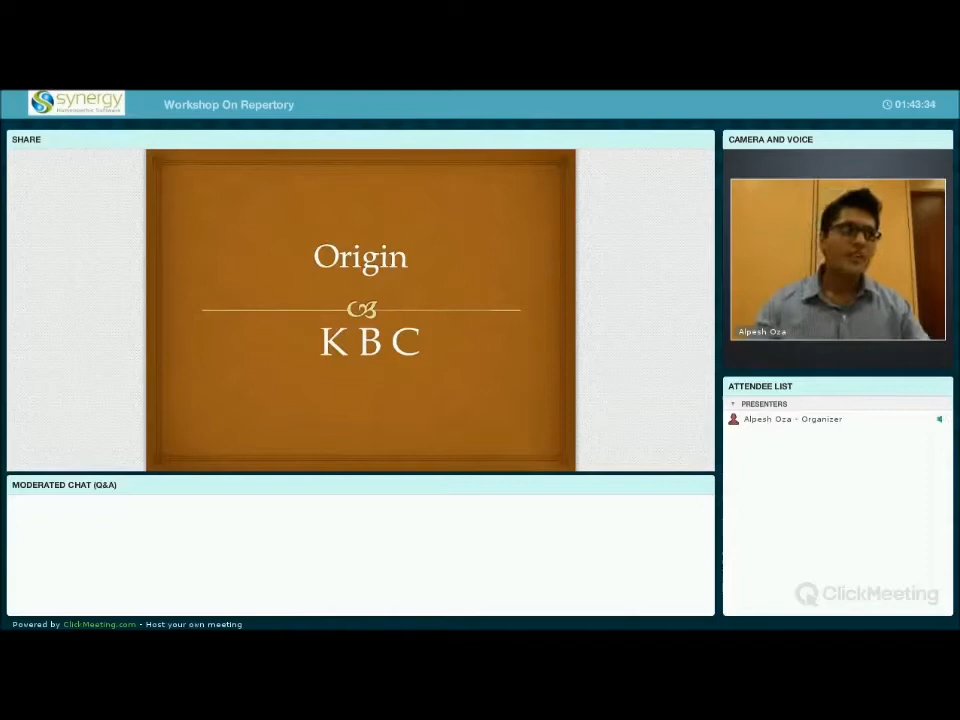 synergy
Workshop On Repertory
01:43:34
SHARE
CAMERA AND VOICE
Origin
K B C
Alpesh Oza
ATTENDEE LIST
PRESENTERS
Alpesh Oza - Organizer
MODERATED CHAT (Q&A)
ClickMeeting
Powered by ClickMeeting.com - Host your own meeting